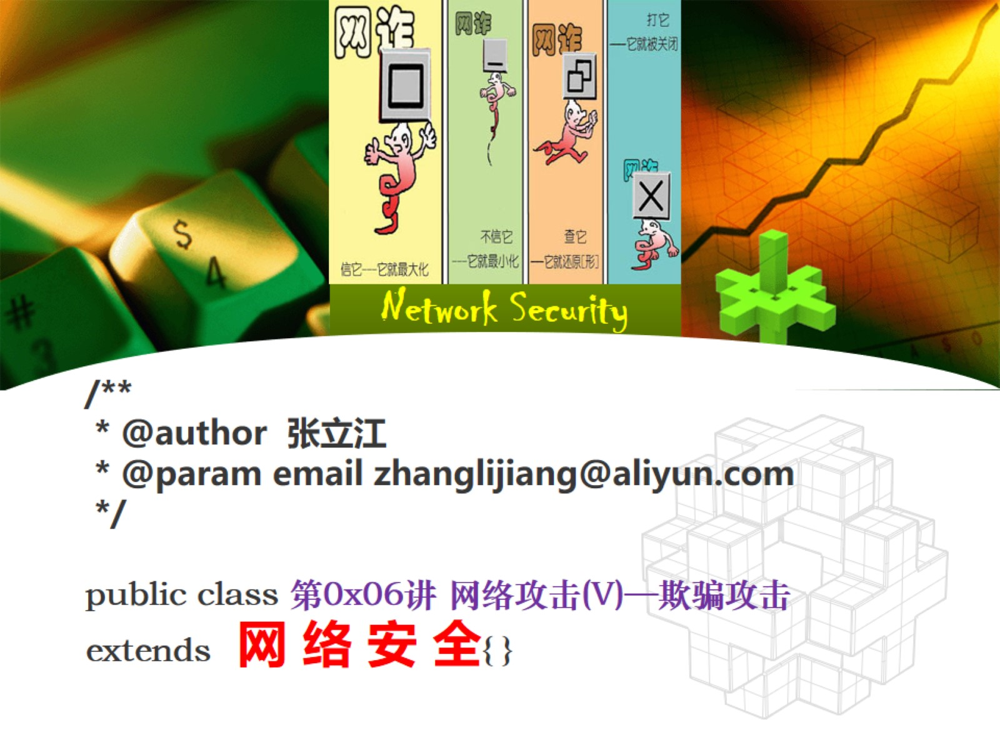 网诈
信它---它就最大化
网诈
不信它
---它就最小化
网诈
查它
---它就还原[形]
打它
---它就被关闭
网诈
$
4
#
3
A S O
Network Security
/**
* @author 张立江
* @param email zhanglijiang@aliyun.com
*/
public class 第0x06讲 网络攻击(V)—欺骗攻击
extends 网 络 安 全{}